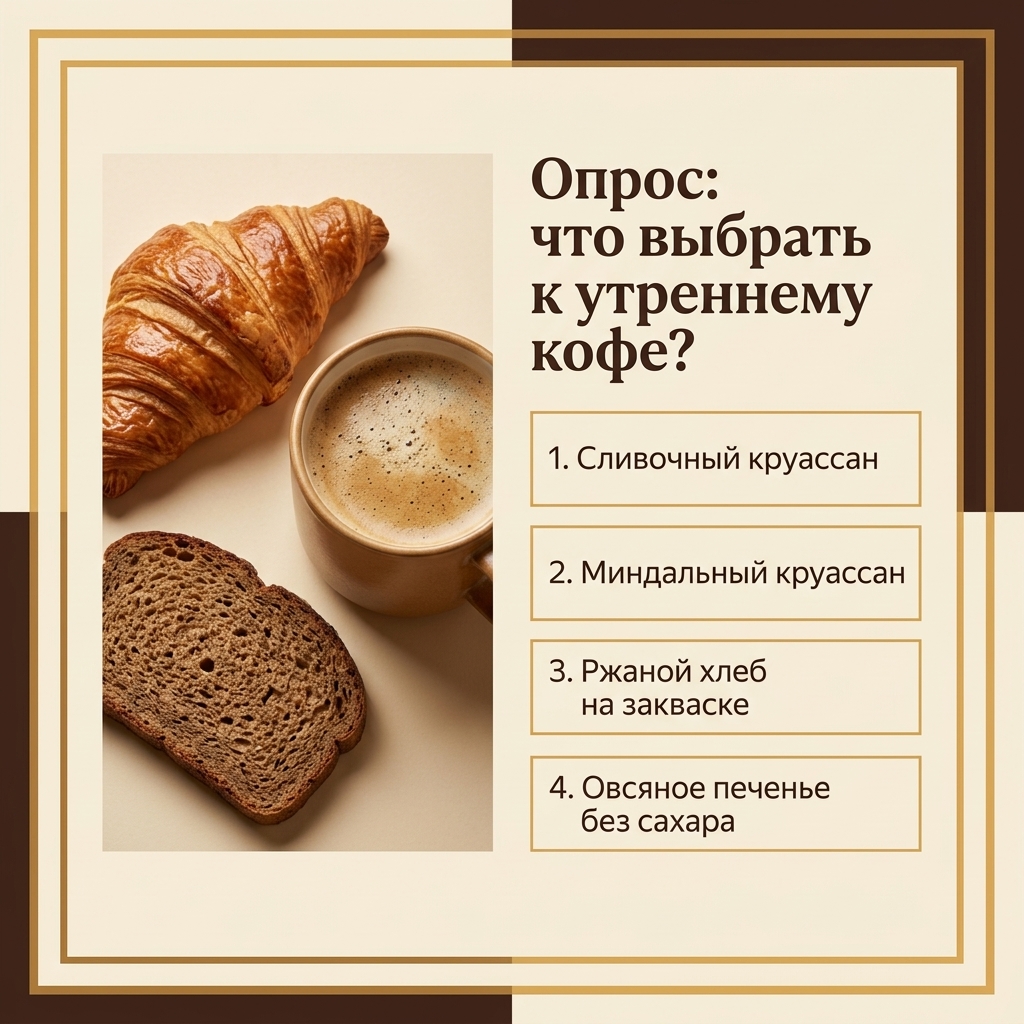 Опрос:
что выбрать
к утреннему
кофе?
1. Сливочный круассан
2. Миндальный круассан
3. Ржаной хлеб
на закваске
4. Овсяное печенье
без сахара